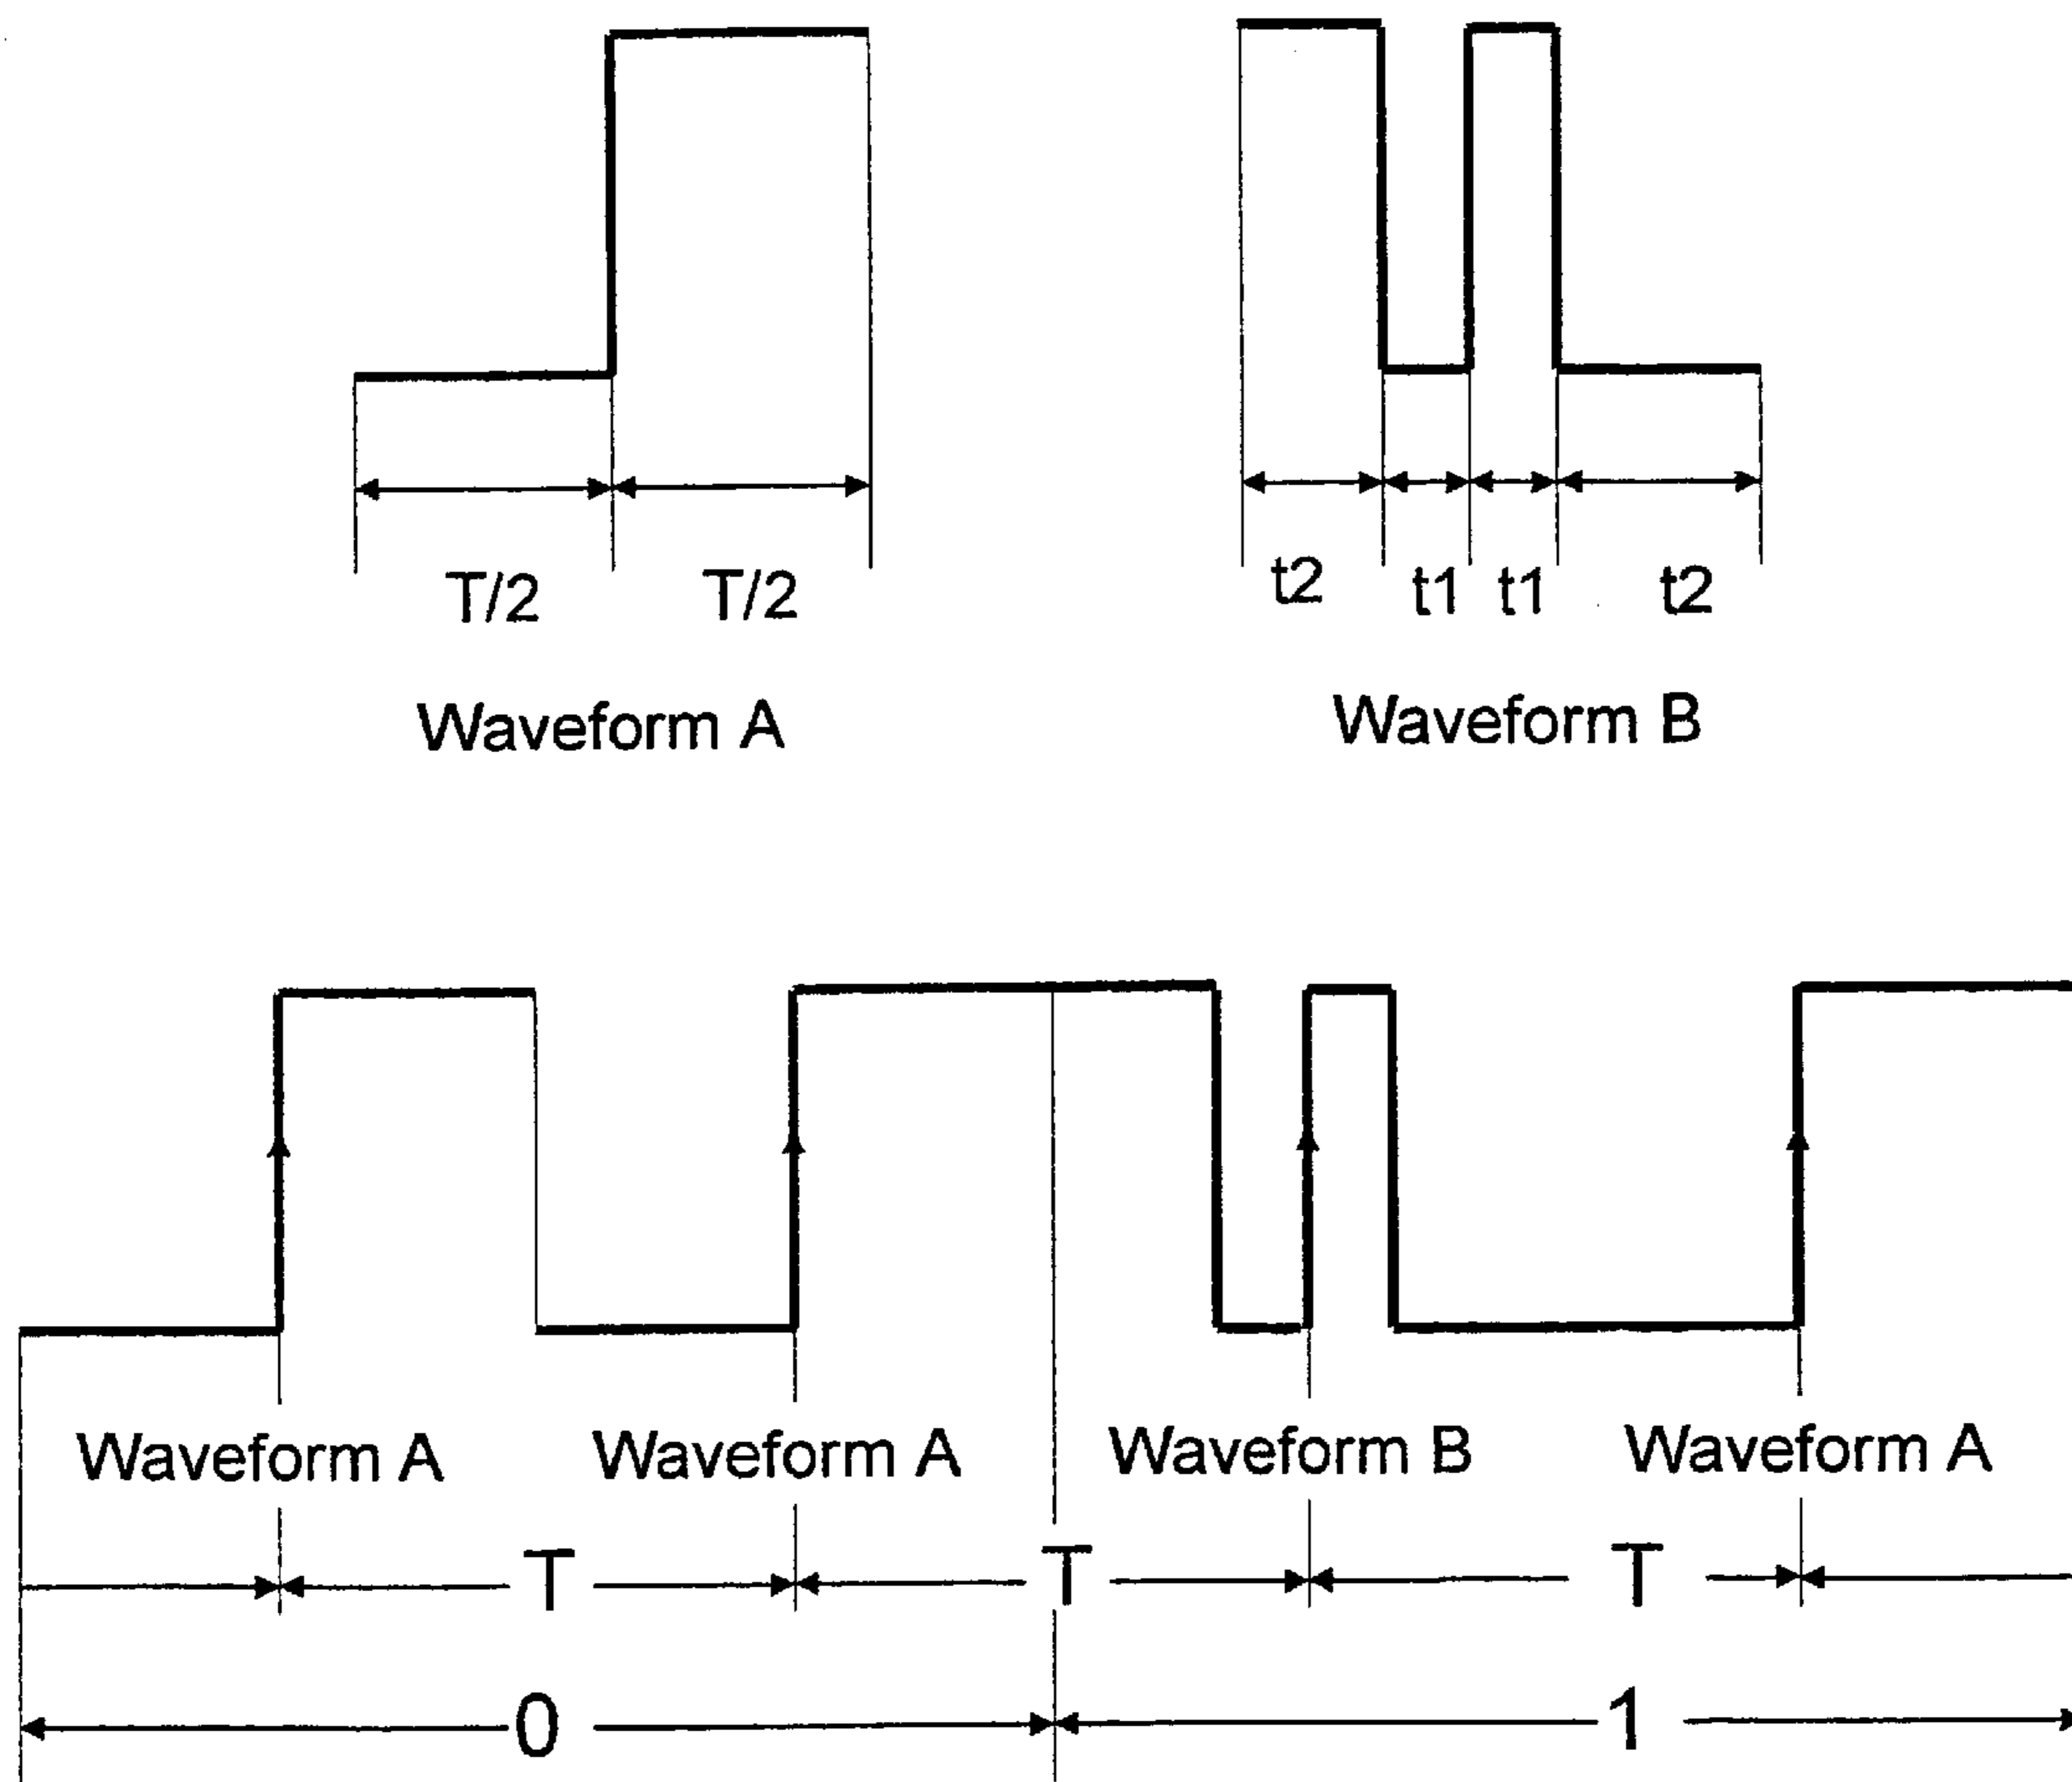 T/2 T/2
t2 t1 t1 t2
Waveform A
Waveform B
Waveform A Waveform A Waveform B Waveform A
T T T
0 1